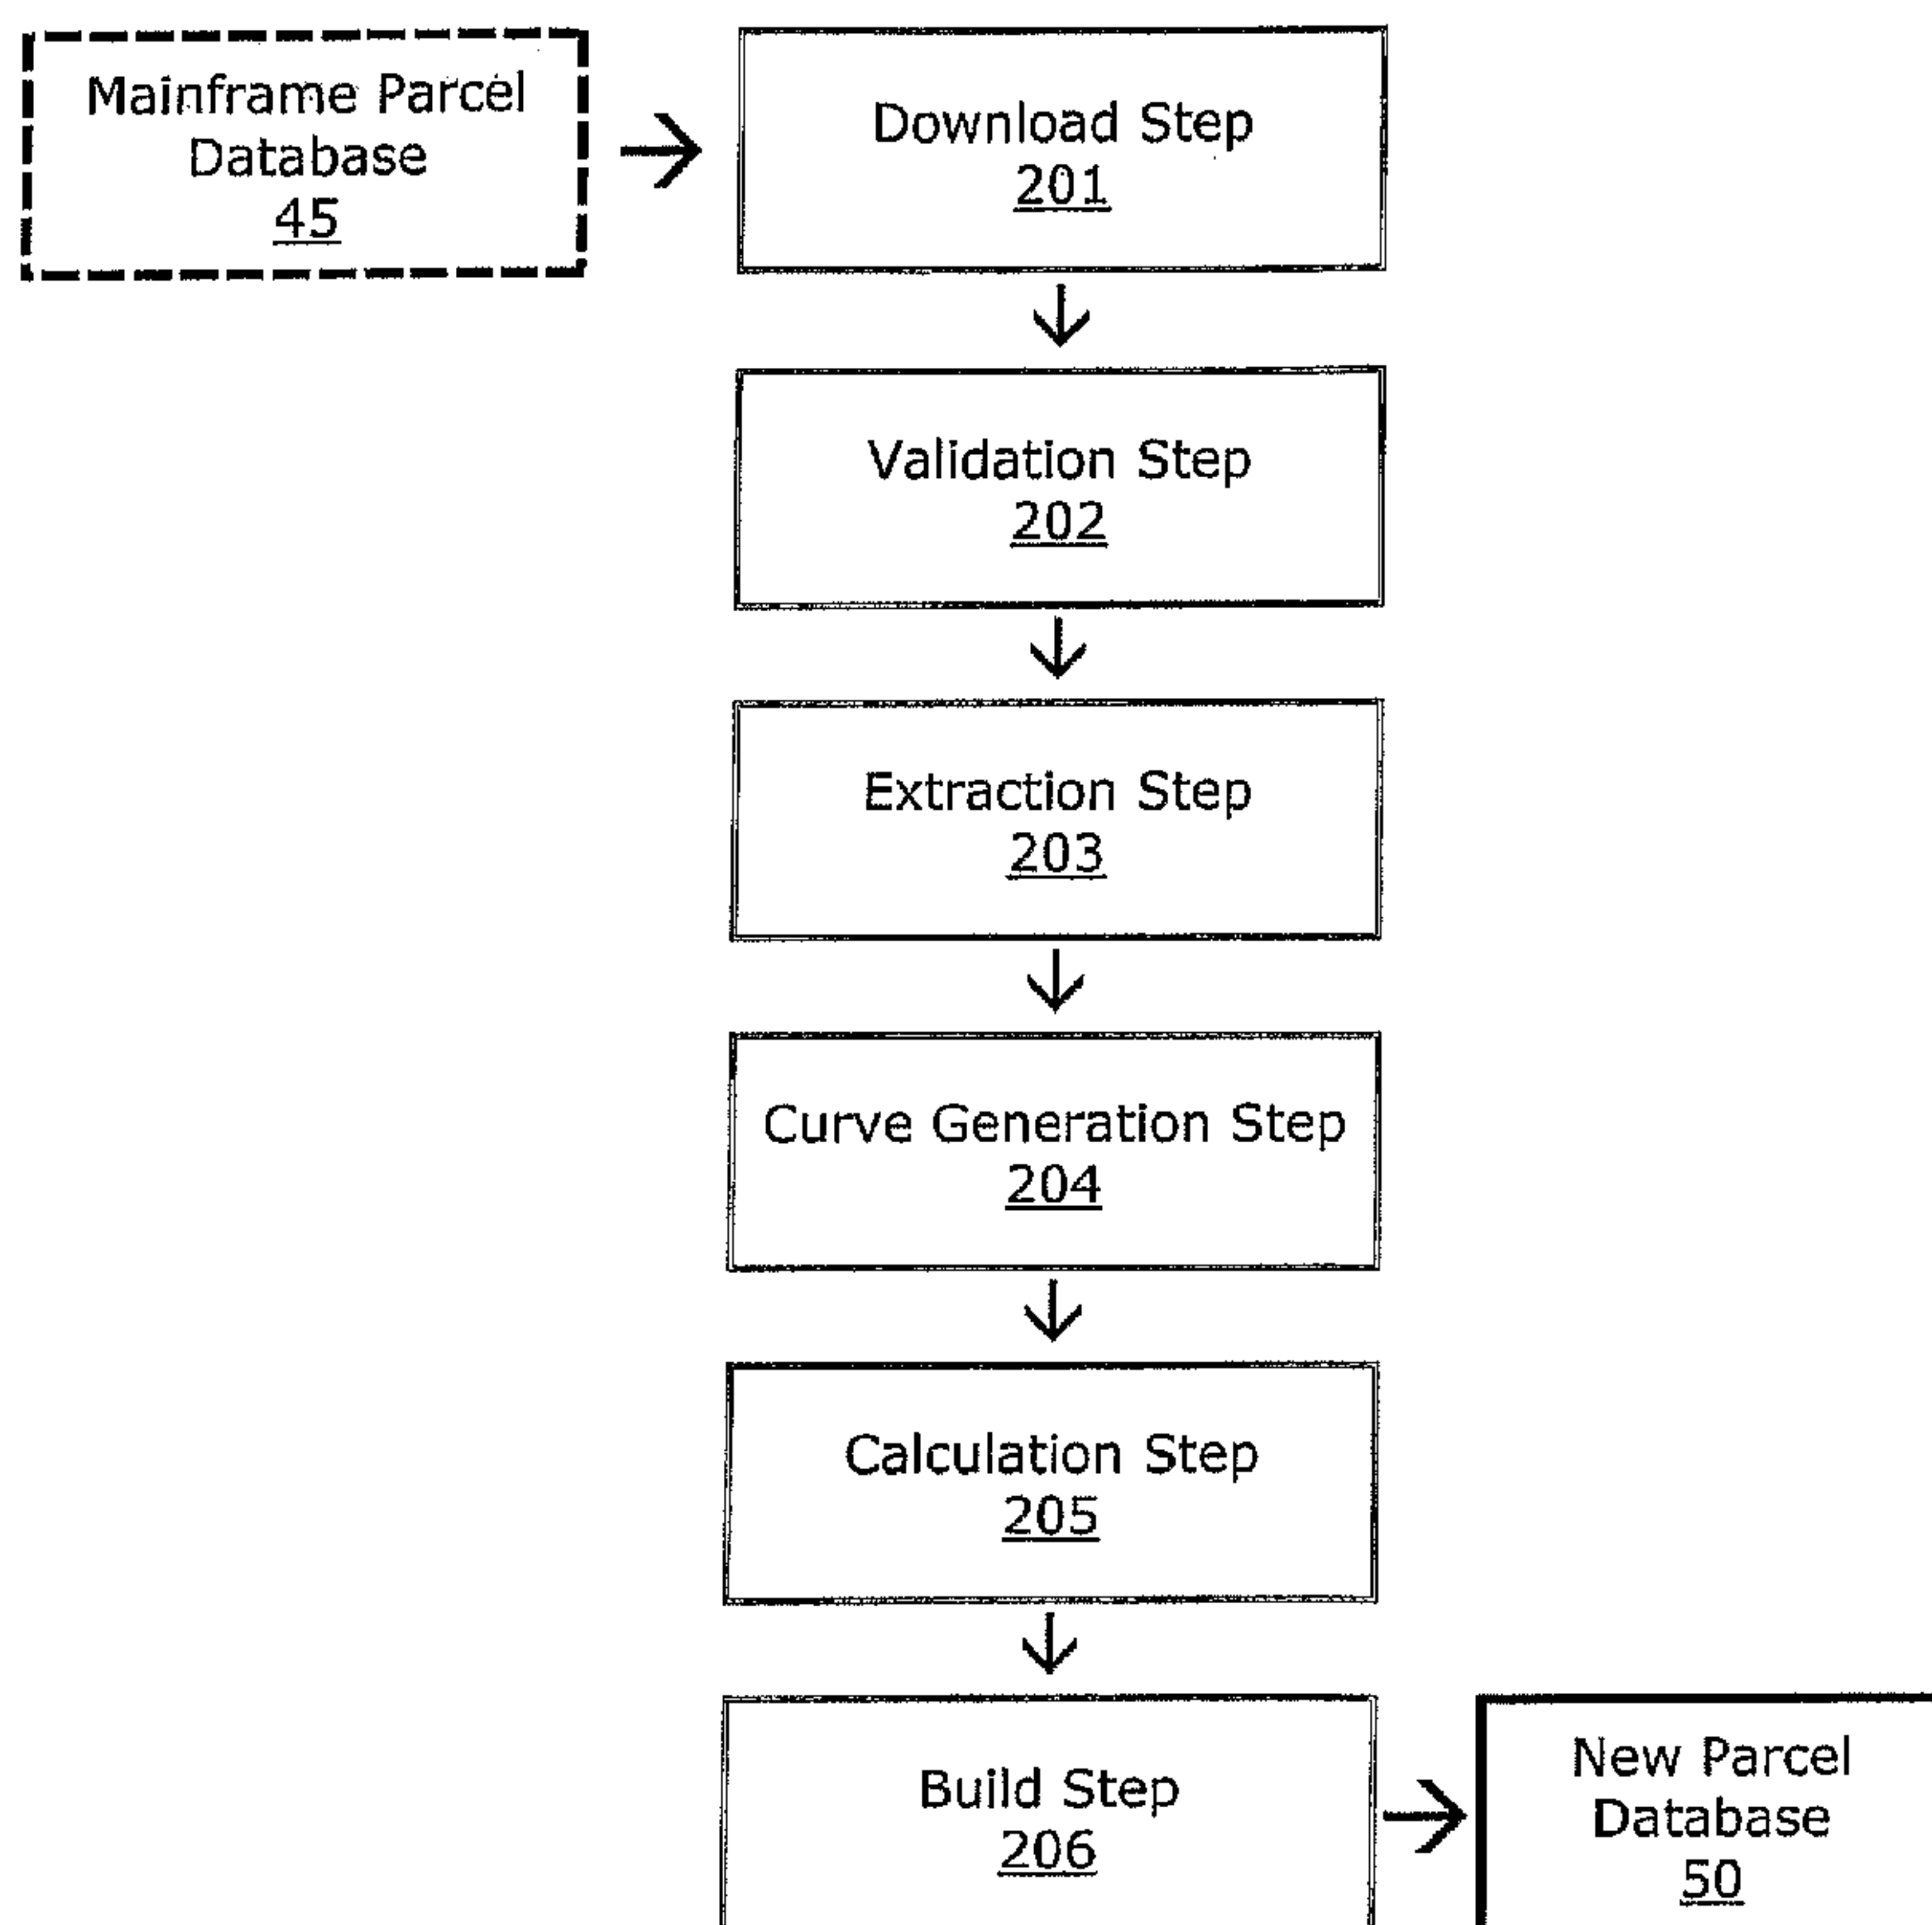 Mainframe Parcel
Database
45
Download Step
201
Validation Step
202
Extraction Step
203
Curve Generation Step
204
Calculation Step
205
Build Step
206
New Parcel
Database
50